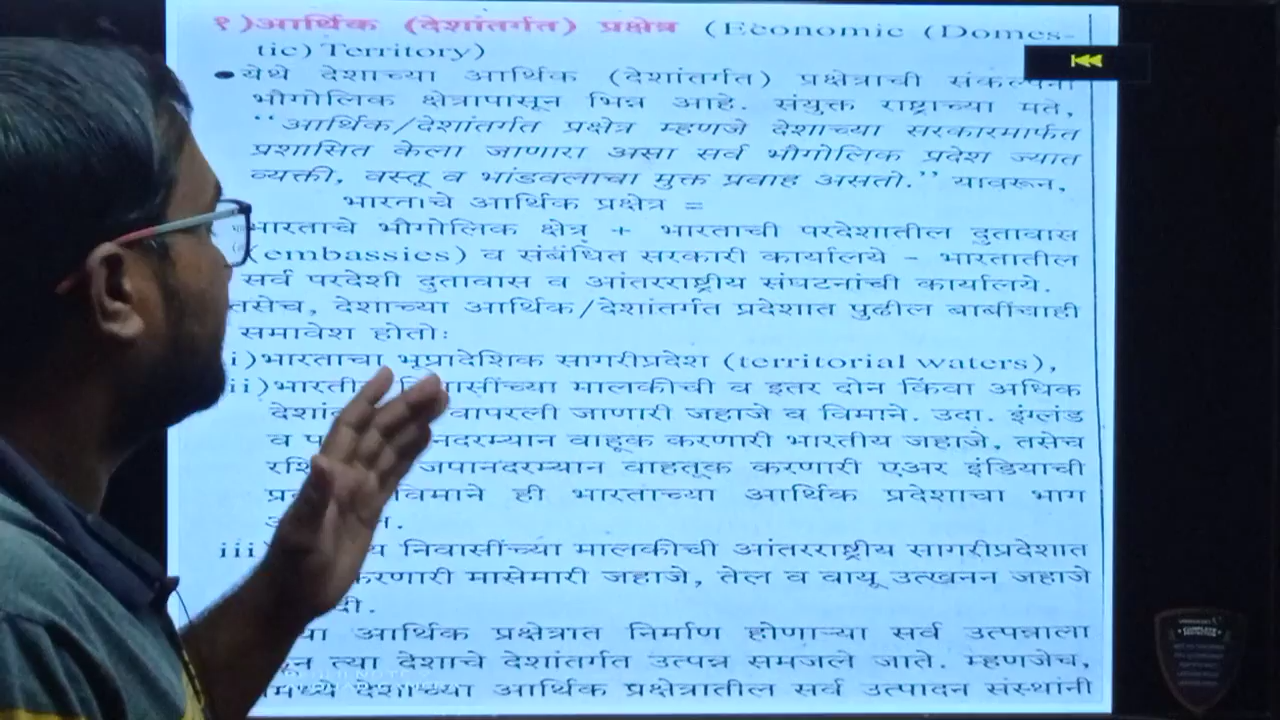 १)आर्थिक (देशांतर्गत) प्रक्षेत्र (Economic (Domes-
tic) Territory)
●येथे देशाच्या आर्थिक (देशांतर्गत) प्रक्षेत्राची संकल्पना
भौगोलिक क्षेत्रापासून भिन्न आहे. संयुक्त राष्ट्राच्या मते,
“आर्थिक/देशांतर्गत प्रक्षेत्र म्हणजे देशाच्या सरकारमार्फत
प्रशासित केला जाणारा असा सर्व भौगोलिक प्रदेश ज्यात
व्यक्ती, वस्तू व भांडवलाचा मुक्त प्रवाह असतो.” यावरून,
भारताचे आर्थिक प्रक्षेत्र =
भारताचे भौगोलिक क्षेत्र + भारताची परदेशातील दुतावास
(embassies) व संबंधित सरकारी कार्यालये - भारतातील
सर्व परदेशी दुतावास व आंतरराष्ट्रीय संघटनांची कार्यालये.
तसेच, देशाच्या आर्थिक/देशांतर्गत प्रदेशात पुढील बाबींचाही
समावेश होतो:
i)भारताचा भूप्रादेशिक सागरीप्रदेश (territorial waters),
ii) मालकीची व इतर दोन किंवा अधिक
वापरली जाणारी जहाजे व विमाने. उदा. इंग्लंड
व वाहूक करणारी भारतीय जहाजे, तसेच
जपानदरम्यान वाहतूक करणारी एअर इंडियाची
विमाने ही भारताच्या आर्थिक प्रदेशाचा भाग
iii) निवासींच्या मालकीची आंतरराष्ट्रीय सागरीप्रदेशात
करणारी मासेमारी जहाजे, तेल व वायू उत्खनन जहाजे
आर्थिक प्रक्षेत्रात निर्माण होणाऱ्या सर्व उत्पन्नाला
त्या देशाचे देशांतर्गत उत्पन्न समजले जाते. म्हणजेच,
देशाच्या आर्थिक प्रक्षेत्रातील सर्व उत्पादन संस्थांनी